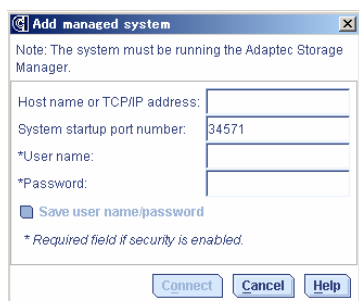 Add managed system
Note: The system must be running the Adaptec Storage
Manager.
Host name or TCP/IP address:
System startup port number: 34571
*User name:
*Password:
Save user name/password
* Required field if security is enabled.
Connect Cancel Help